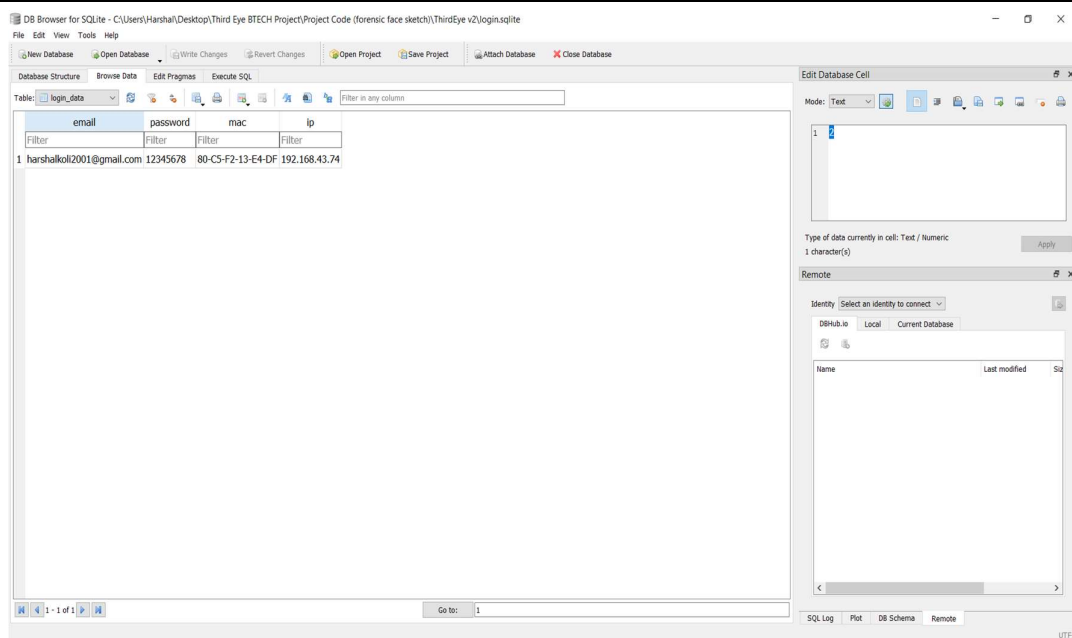 DB Browser for SQLite - C:\Users\Harshal\Desktop\Third Eye BTECH Project\Project Code (forensic face sketch)\ThirdEye v2\login.sqlite
File Edit View Tools Help
New Database Open Database Write Changes Revert Changes Open Project Save Project Attach Database Close Database
Database Structure Browse Data Edit Pragmas Execute SQL
Table: login_data Filter in any column
email password mac ip
Filter Filter Filter Filter
1 harshalkoli2001@gmail.com 12345678 80-C5-F2-13-E4-DF 192.168.43.74
1 - 1 of 1 Go to: 1
Edit Database Cell
Mode: Text
1 2
Type of data currently in cell: Text / Numeric
1 character(s)
Apply
Remote
Identity Select an identity to connect
DBHub.io Local Current Database
Name Last modified Siz
SQL Log Plot DB Schema Remote
UTF